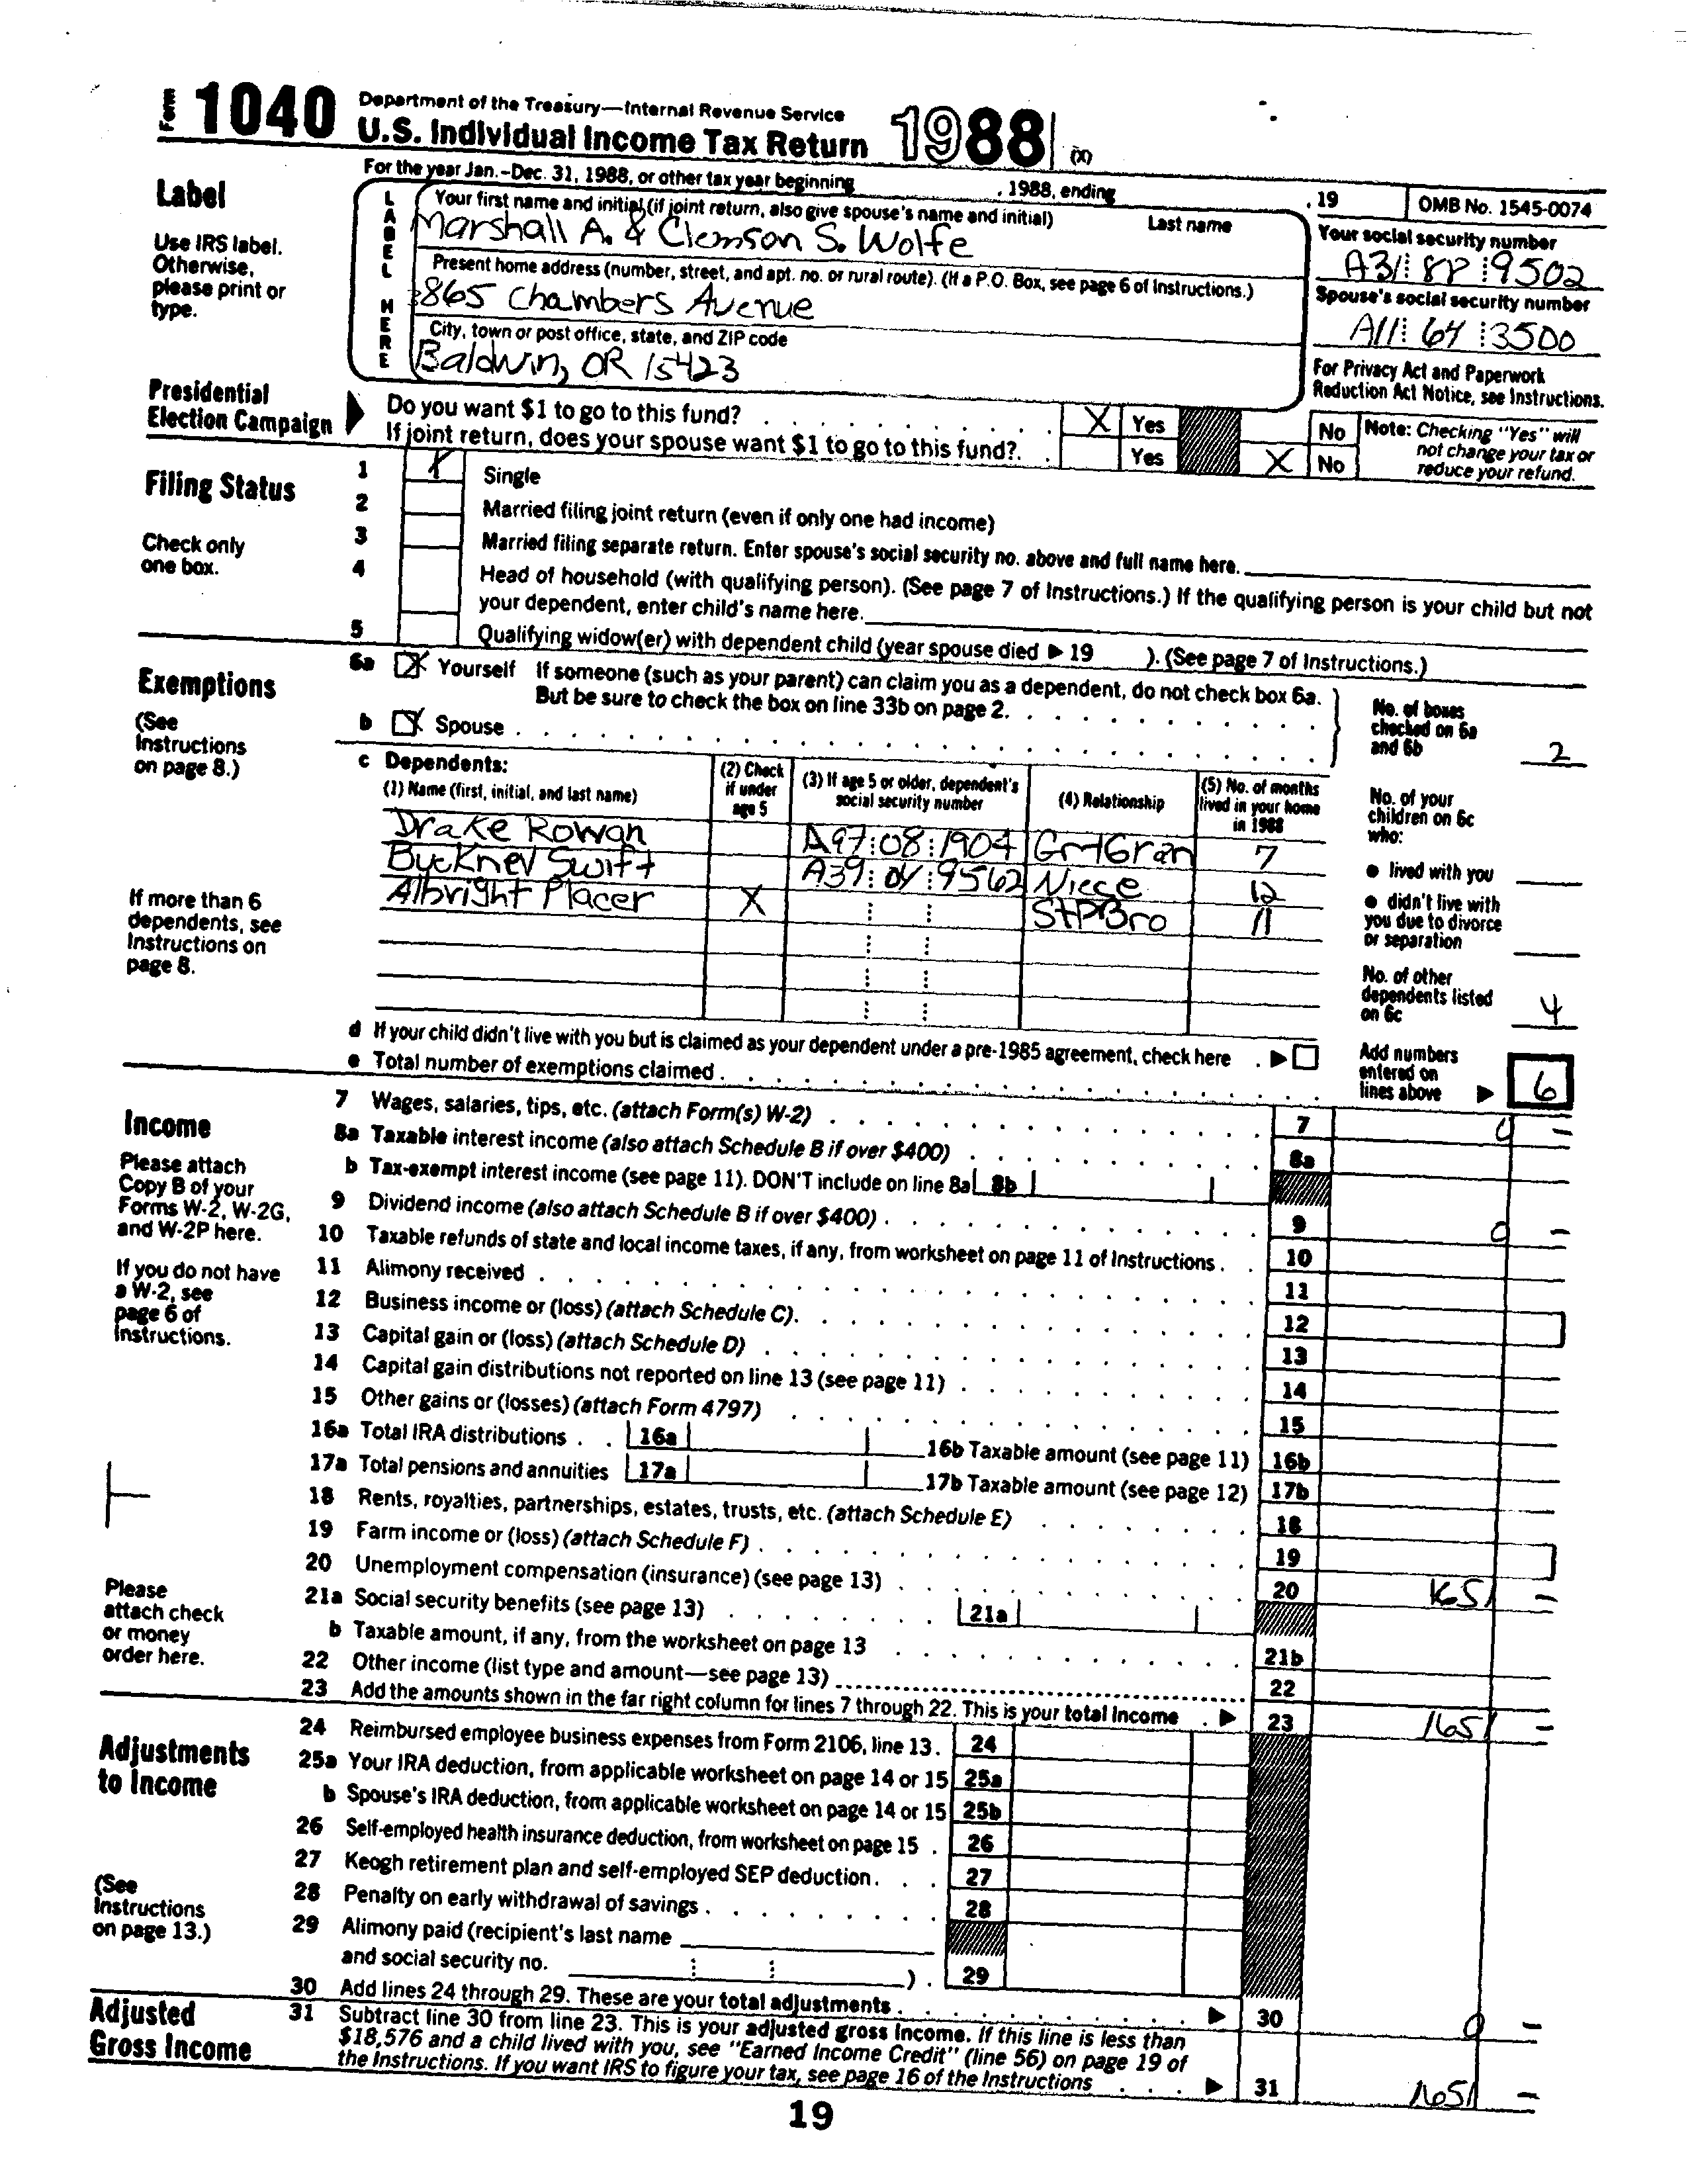 Form 1040 Department of the Treasury—Internal Revenue Service
U.S. Individual Income Tax Return 1988 (X)
For the year Jan.–Dec. 31, 1988, or other tax year beginning , 1988, ending , 19 OMB No. 1545-0074
Label
Use IRS label.
Otherwise,
please print or
type.
LABEL HERE
Your first name and initial (if joint return, also give spouse's name and initial) Last name
Marshall A. & Clemson S. Wolfe
Your social security number
A31 88 9502
Present home address (number, street, and apt. no. or rural route). (If a P.O. Box, see page 6 of Instructions.)
3865 Chambers Avenue
Spouse's social security number
A11 64 3500
City, town or post office, state, and ZIP code
Baldwin, OR 15423
For Privacy Act and Paperwork
Reduction Act Notice, see Instructions.
Presidential
Election Campaign
Do you want $1 to go to this fund? X Yes No
If joint return, does your spouse want $1 to go to this fund? Yes X No
Note: Checking "Yes" will
not change your tax or
reduce your refund.
Filing Status
Check only
one box.
1 X Single
2 Married filing joint return (even if only one had income)
3 Married filing separate return. Enter spouse's social security no. above and full name here.
4 Head of household (with qualifying person). (See page 7 of Instructions.) If the qualifying person is your child but not
your dependent, enter child's name here.
5 Qualifying widow(er) with dependent child (year spouse died ▶ 19 ). (See page 7 of Instructions.)
Exemptions
(See
Instructions
on page 8.)
6a X Yourself If someone (such as your parent) can claim you as a dependent, do not check box 6a.
But be sure to check the box on line 33b on page 2.
b X Spouse
No. of boxes
checked on 6a
and 6b 2
c Dependents:
(1) Name (first, initial, and last name)
(2) Check
if under
age 5
(3) If age 5 or older, dependent's
social security number
(4) Relationship
(5) No. of months
lived in your home
in 1988
Drake Rowan A97 08 1904 GrtGran 7
Buckner Swift A39 04 9562 Niece 12
Albright Placer X StPBro 11
If more than 6
dependents, see
Instructions on
page 8.
No. of your
children on 6c
who:
● lived with you
● didn't live with
you due to divorce
or separation
No. of other
dependents listed
on 6c 4
d If your child didn't live with you but is claimed as your dependent under a pre-1985 agreement, check here ▶
e Total number of exemptions claimed
Add numbers
entered on
lines above ▶ 6
Income
Please attach
Copy B of your
Forms W-2, W-2G,
and W-2P here.
If you do not have
a W-2, see
page 6 of
Instructions.
Please
attach check
or money
order here.
7 Wages, salaries, tips, etc. (attach Form(s) W-2) 7 0 —
8a Taxable interest income (also attach Schedule B if over $400) 8a
b Tax-exempt interest income (see page 11). DON'T include on line 8a 8b
9 Dividend income (also attach Schedule B if over $400) 9 0 —
10 Taxable refunds of state and local income taxes, if any, from worksheet on page 11 of Instructions 10
11 Alimony received 11
12 Business income or (loss) (attach Schedule C) 12
13 Capital gain or (loss) (attach Schedule D) 13
14 Capital gain distributions not reported on line 13 (see page 11) 14
15 Other gains or (losses) (attach Form 4797) 15
16a Total IRA distributions 16a 16b Taxable amount (see page 11) 16b
17a Total pensions and annuities 17a 17b Taxable amount (see page 12) 17b
18 Rents, royalties, partnerships, estates, trusts, etc. (attach Schedule E) 18
19 Farm income or (loss) (attach Schedule F) 19
20 Unemployment compensation (insurance) (see page 13) 20 1651 —
21a Social security benefits (see page 13) 21a
b Taxable amount, if any, from the worksheet on page 13 21b
22 Other income (list type and amount—see page 13) 22
23 Add the amounts shown in the far right column for lines 7 through 22. This is your total income ▶ 23 1651 —
Adjustments
to Income
(See
Instructions
on page 13.)
24 Reimbursed employee business expenses from Form 2106, line 13. 24
25a Your IRA deduction, from applicable worksheet on page 14 or 15 25a
b Spouse's IRA deduction, from applicable worksheet on page 14 or 15 25b
26 Self-employed health insurance deduction, from worksheet on page 15 26
27 Keogh retirement plan and self-employed SEP deduction 27
28 Penalty on early withdrawal of savings 28
29 Alimony paid (recipient's last name
and social security no. ) 29
30 Add lines 24 through 29. These are your total adjustments ▶ 30 0 —
Adjusted
Gross Income
31 Subtract line 30 from line 23. This is your adjusted gross income. If this line is less than
$18,576 and a child lived with you, see "Earned Income Credit" (line 56) on page 19 of
the Instructions. If you want IRS to figure your tax, see page 16 of the Instructions ▶ 31 1651 —
19